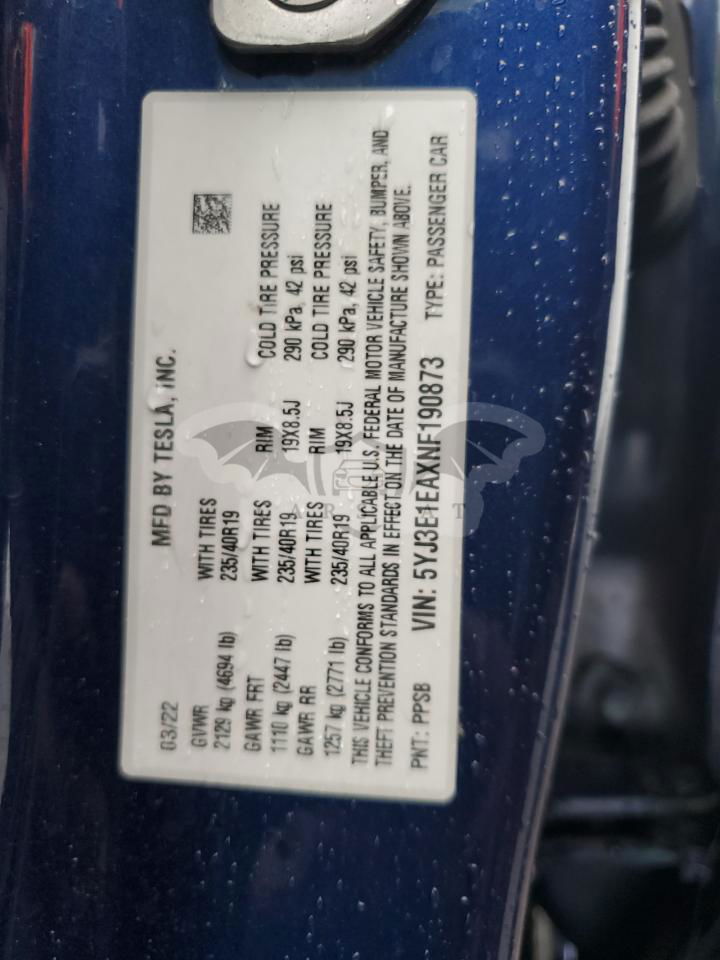 MFD BY TESLA, INC.
03/22
GVWR WITH TIRES
2129 kg (4694 lb) 235/40R19
GAWR FRT WITH TIRES RIM COLD TIRE PRESSURE
1110 kg (2447 lb) 235/40R19 19X8.5J 290 kPa, 42 psi
GAWR RR WITH TIRES RIM COLD TIRE PRESSURE
1257 kg (2771 lb) 235/40R19 19X8.5J 290 kPa, 42 psi
THIS VEHICLE CONFORMS TO ALL APPLICABLE U.S. FEDERAL MOTOR VEHICLE SAFETY, BUMPER, AND
THEFT PREVENTION STANDARDS IN EFFECT ON THE DATE OF MANUFACTURE SHOWN ABOVE.
PNT: PPSB VIN: 5YJ3E1EAXNF190873 TYPE: PASSENGER CAR